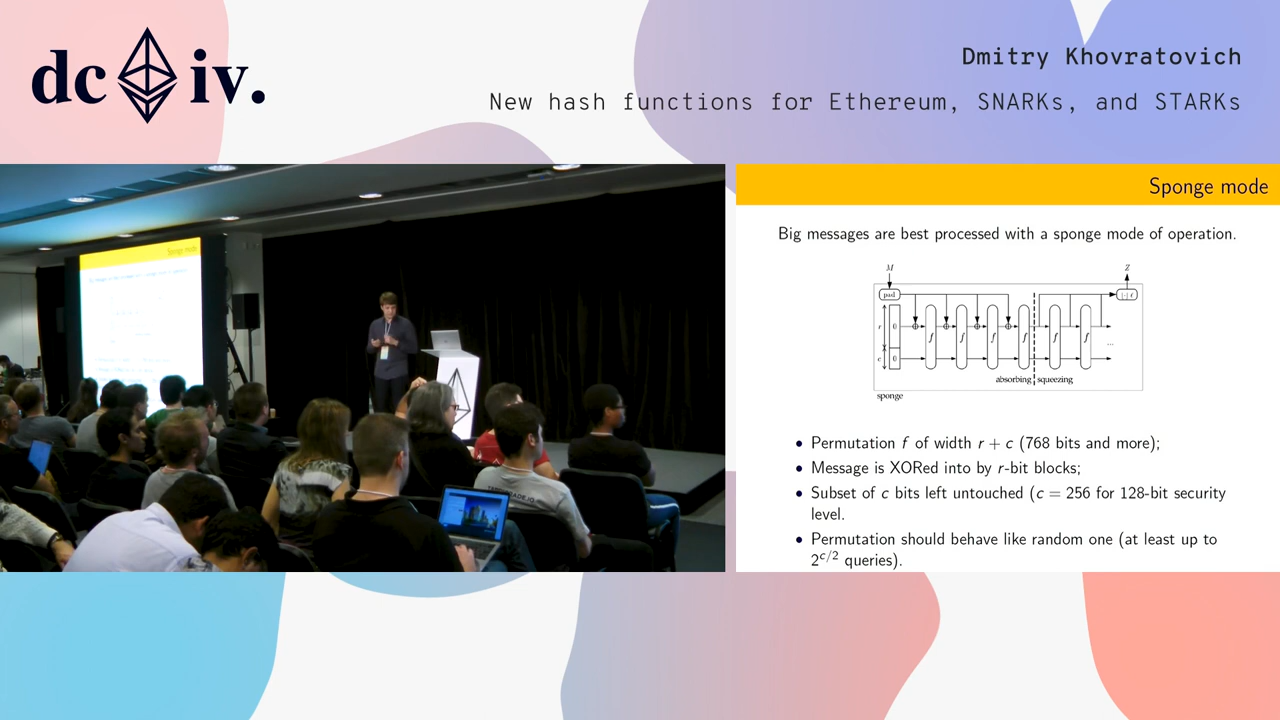 dc iv.
Dmitry Khovratovich
New hash functions for Ethereum, SNARKs, and STARKs
Sponge mode
Big messages are best processed with a sponge mode of operation.
M
Z
pad
r
c
0
0
f
f
f
f
f
f
...
absorbing
squeezing
sponge
• Permutation f of width r + c (768 bits and more);
• Message is XORed into by r-bit blocks;
• Subset of c bits left untouched (c = 256 for 128-bit security
level.
• Permutation should behave like random one (at least up to
2^{c/2} queries).
Sponge mode